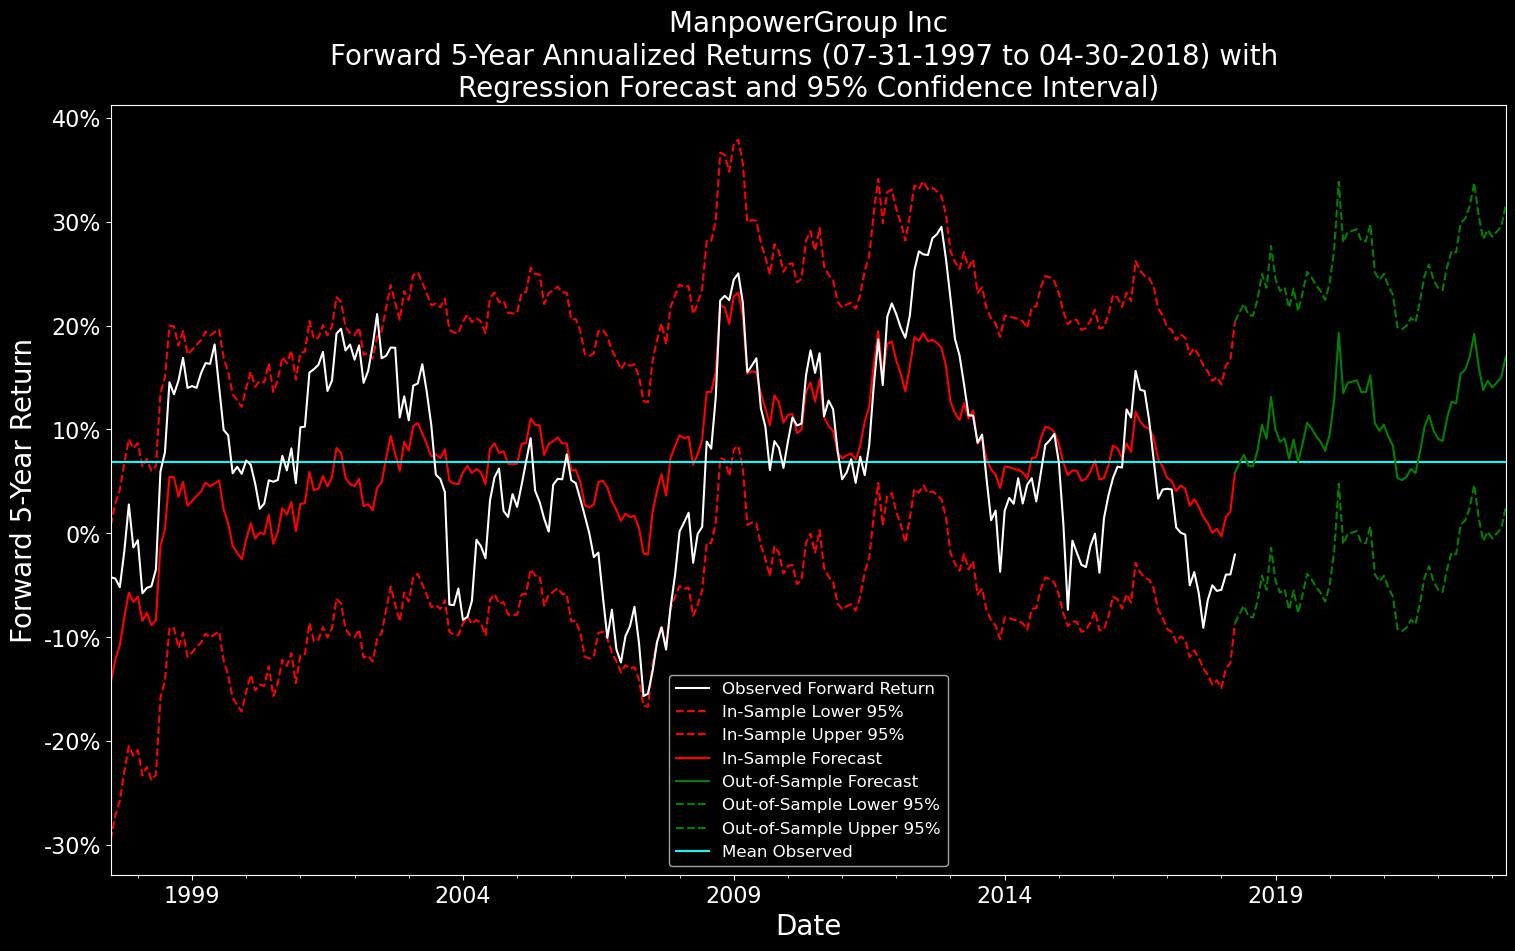 ManpowerGroup Inc
Forward 5-Year Annualized Returns (07-31-1997 to 04-30-2018) with
Regression Forecast and 95% Confidence Interval)
Forward 5-Year Return
40%
30%
20%
10%
0%
-10%
-20%
-30%
Observed Forward Return
In-Sample Lower 95%
In-Sample Upper 95%
In-Sample Forecast
Out-of-Sample Forecast
Out-of-Sample Lower 95%
Out-of-Sample Upper 95%
Mean Observed
1999 2004 2009 2014 2019
Date